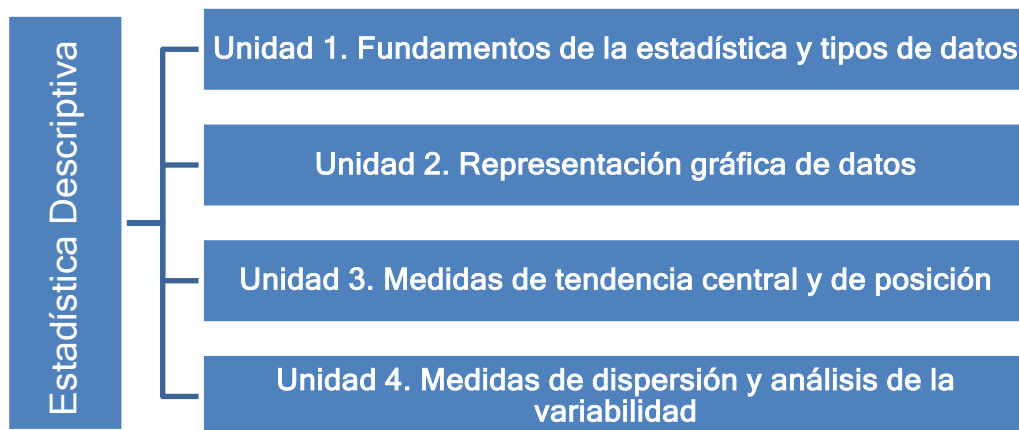 Estadística Descriptiva
Unidad 1. Fundamentos de la estadística y tipos de datos
Unidad 2. Representación gráfica de datos
Unidad 3. Medidas de tendencia central y de posición
Unidad 4. Medidas de dispersión y análisis de la
variabilidad